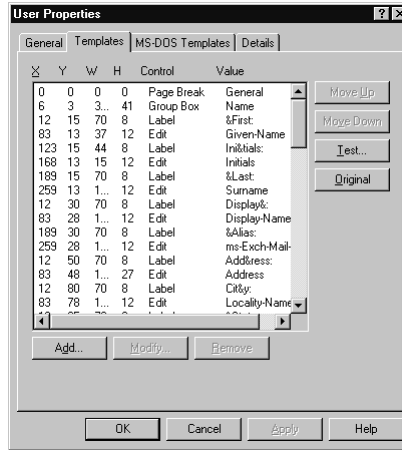 User Properties
General Templates MS-DOS Templates Details
X Y W H Control Value
0 0 0 0 Page Break General
6 3 3... 41 Group Box Name
12 15 70 8 Label &First:
83 13 37 12 Edit Given-Name
123 15 44 8 Label Ini&tials:
168 13 15 12 Edit Initials
189 15 70 8 Label &Last:
259 13 1... 12 Edit Surname
12 30 70 8 Label Display&:
83 28 1... 12 Edit Display-Name
189 30 70 8 Label &Alias:
259 28 1... 12 Edit ms-Exch-Mail-
12 50 70 8 Label Add&ress:
83 48 1... 27 Edit Address
12 80 70 8 Label Cit&y:
83 78 1... 12 Edit Locality-Name
Move Up
Move Down
Test...
Original
Add... Modify... Remove
OK Cancel Apply Help